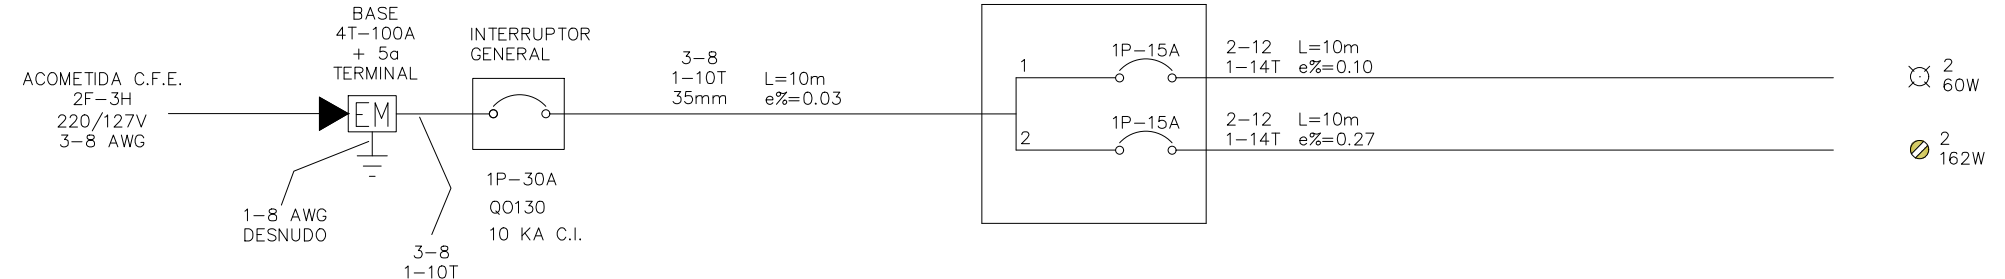 ACOMETIDA C.F.E.
2F-3H
220/127V
3-8 AWG
BASE
4T-100A
+ 5a
TERMINAL
EM
1-8 AWG
DESNUDO
3-8
1-10T
INTERRUPTOR
GENERAL
1P-30A
QO130
10 KA C.I.
3-8
1-10T
35mm
L=10m
e%=0.03
1
1P-15A
2-12 L=10m
1-14T e%=0.10
2
60W
2
1P-15A
2-12 L=10m
1-14T e%=0.27
2
162W